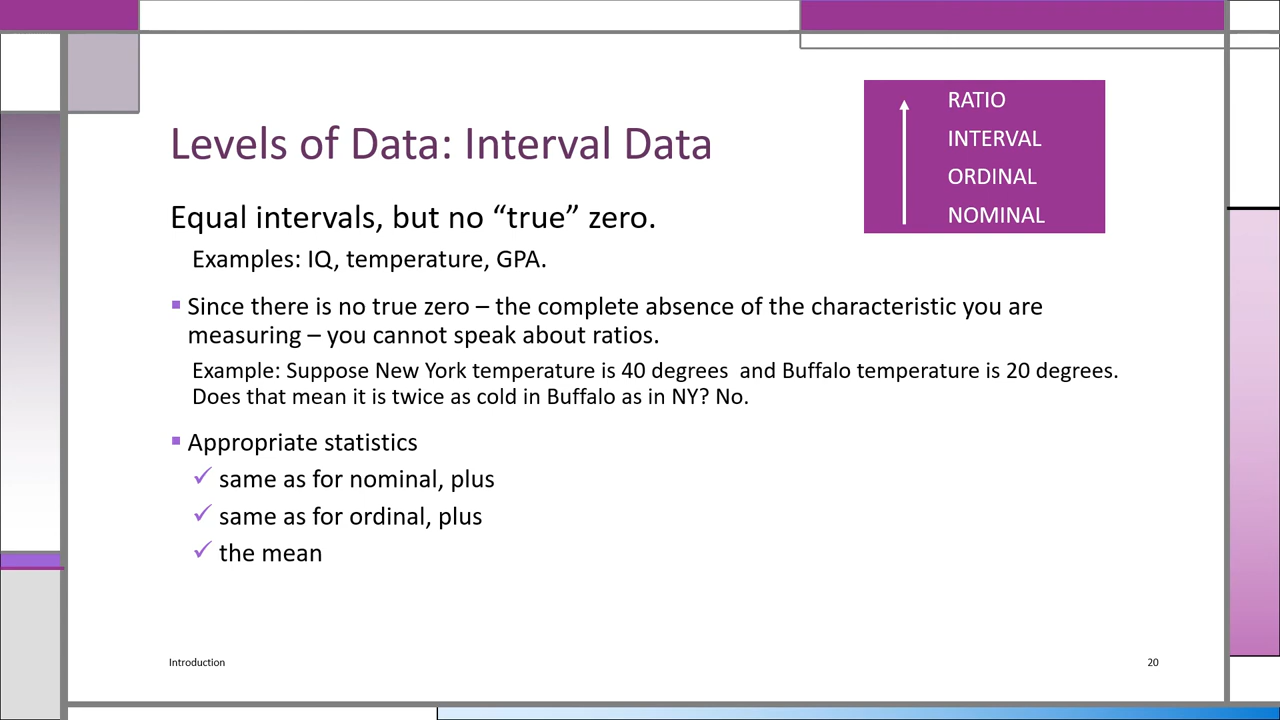 RATIO
INTERVAL
ORDINAL
NOMINAL
Levels of Data: Interval Data
Equal intervals, but no “true” zero.
Examples: IQ, temperature, GPA.
▪ Since there is no true zero – the complete absence of the characteristic you are
measuring – you cannot speak about ratios.
Example: Suppose New York temperature is 40 degrees  and Buffalo temperature is 20 degrees.
Does that mean it is twice as cold in Buffalo as in NY? No.
▪ Appropriate statistics
✓ same as for nominal, plus
✓ same as for ordinal, plus
✓ the mean
Introduction
20